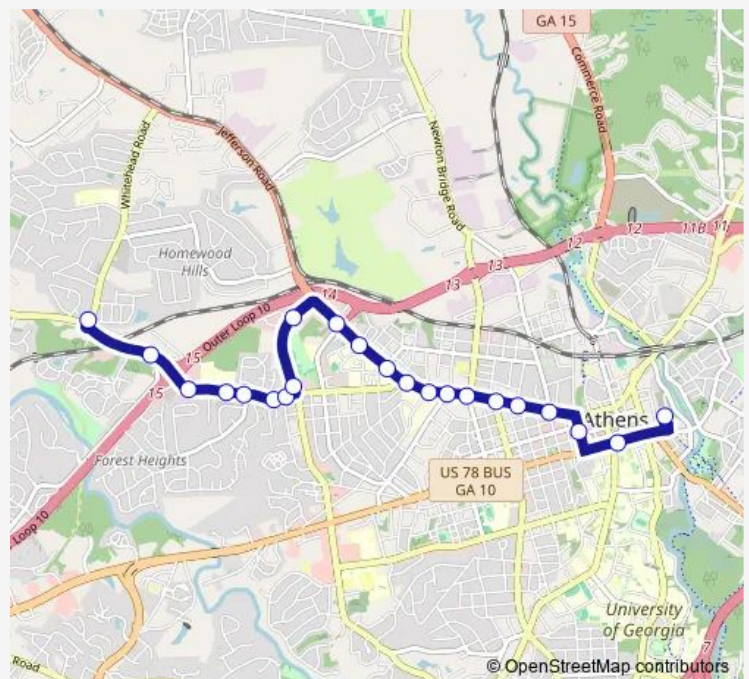 GA 15
Commerce Road
Whitehead Road
Jefferson Road
Newton Bridge Road
12
11B
11
12
Homewood
Hills
13
13
14
Outer Loop 10
15
15
Athens
Forest Heights
US 78 BUS
GA 10
Loop 10
University
of Georgia
7
Road
© OpenStreetMap contributors